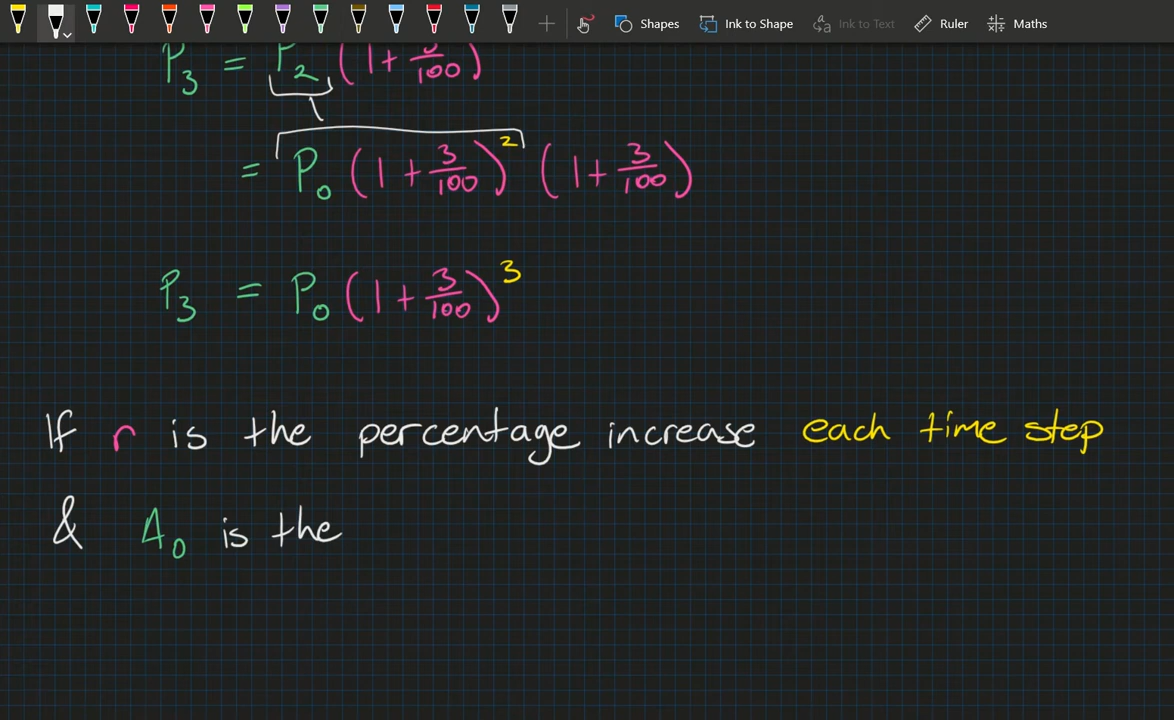 Shapes Ink to Shape Ink to Text Ruler Maths
P₃ = P₂ (1 + 3/100)
= P₀ (1 + 3/100)² (1 + 3/100)
P₃ = P₀ (1 + 3/100)³
If r is the percentage increase each time step
& A₀ is the